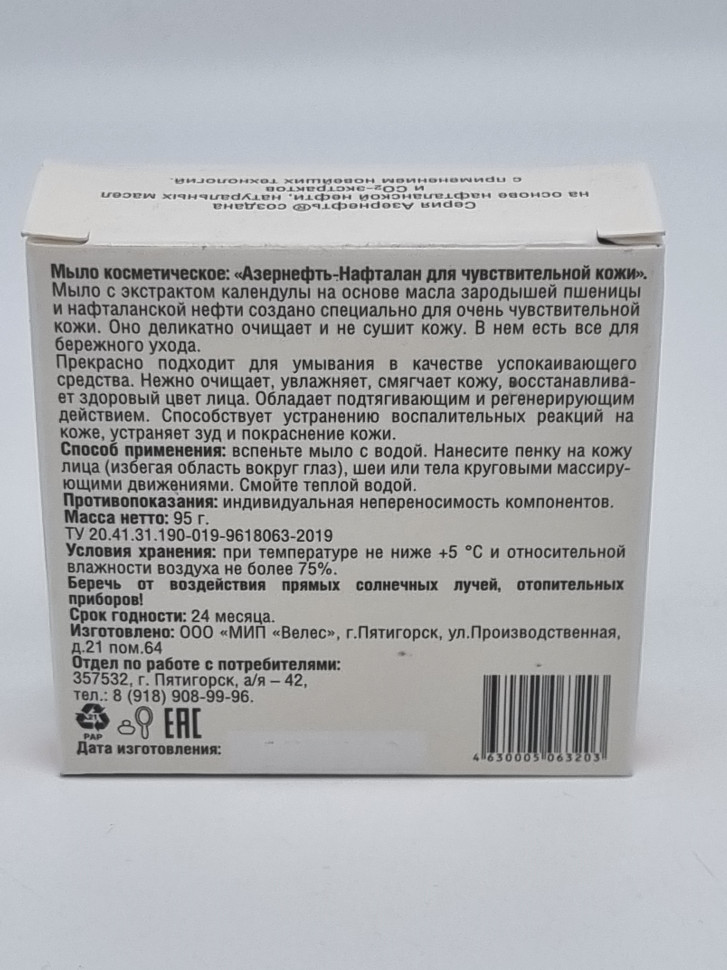 Серия Азернефть® создана
на основе нафталанской нефти, натуральных масел
и CO₂-экстрактов
с применением новейших технологий.
Мыло косметическое: «Азернефть-Нафталан для чувствительной кожи».
Мыло с экстрактом календулы на основе масла зародышей пшеницы
и нафталанской нефти создано специально для очень чувствительной
кожи. Оно деликатно очищает и не сушит кожу. В нем есть все для
бережного ухода.
Прекрасно подходит для умывания в качестве успокаивающего
средства. Нежно очищает, увлажняет, смягчает кожу, восстанавлива-
ет здоровый цвет лица. Обладает подтягивающим и регенерирующим
действием. Способствует устранению воспалительных реакций на
коже, устраняет зуд и покраснение кожи.
Способ применения: вспеньте мыло с водой. Нанесите пенку на кожу
лица (избегая область вокруг глаз), шеи или тела круговыми массиру-
ющими движениями. Смойте теплой водой.
Противопоказания: индивидуальная непереносимость компонентов.
Масса нетто: 95 г.
ТУ 20.41.31.190-019-9618063-2019
Условия хранения: при температуре не ниже +5 °С и относительной
влажности воздуха не более 75%.
Беречь от воздействия прямых солнечных лучей, отопительных
приборов!
Срок годности: 24 месяца.
Изготовлено: ООО «МИП «Велес», г.Пятигорск, ул.Производственная,
д.21 пом.64
Отдел по работе с потребителями:
357532, г. Пятигорск, а/я – 42,
тел.: 8 (918) 908-99-96.
21
PAP
EAC
Дата изготовления:
4 630005 063203